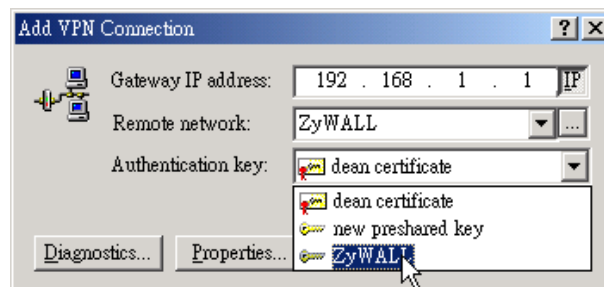 Add VPN Connection
Gateway IP address: 192 . 168 . 1 . 1 IP
Remote network: ZyWALL ...
Authentication key: dean certificate
dean certificate
new preshared key
Diagnostics... Properties... ZyWALL